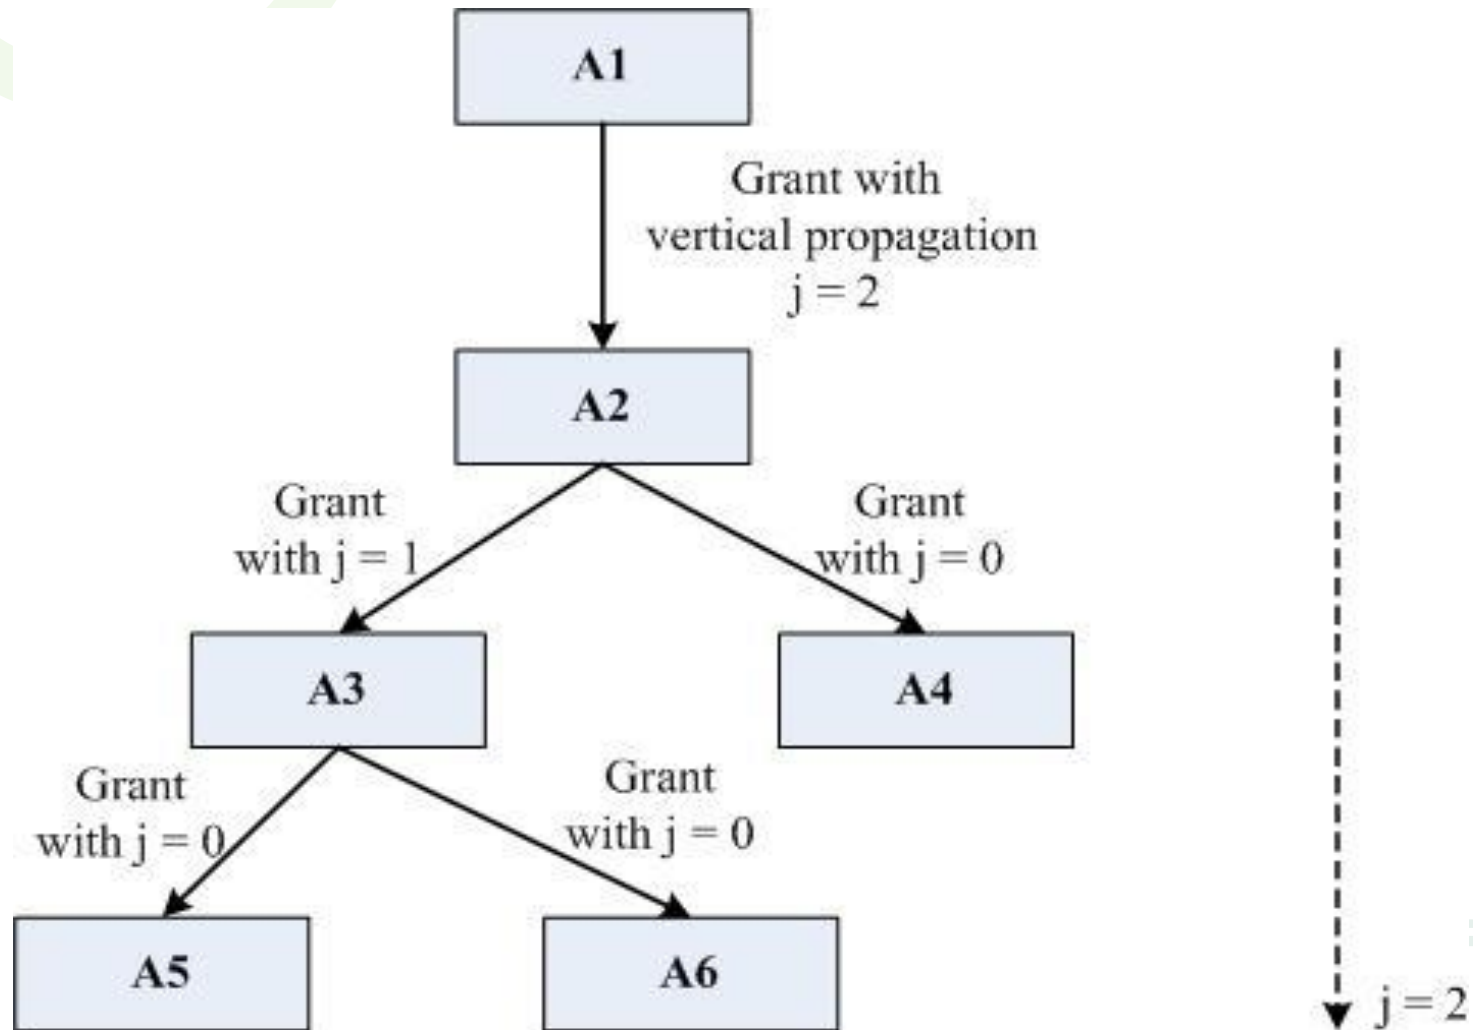 A1
Grant with
vertical propagation
j = 2
A2
Grant
with j = 1
Grant
with j = 0
A3
A4
Grant
with j = 0
Grant
with j = 0
A5
A6
j = 2